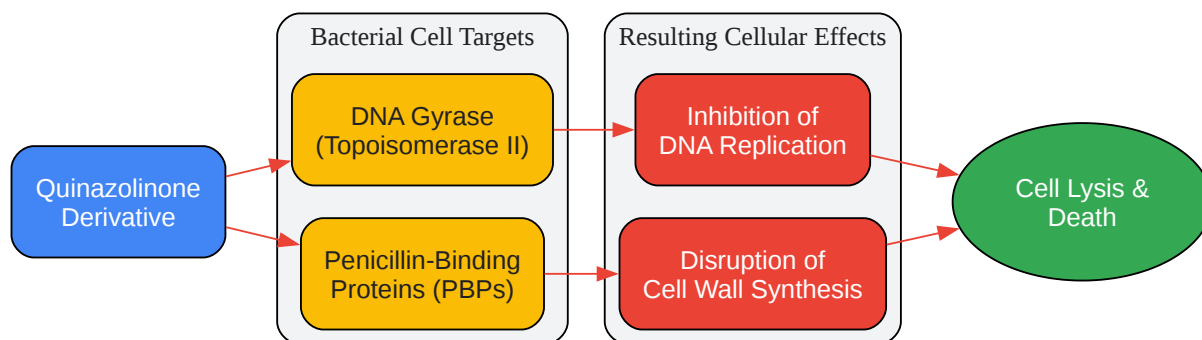 Bacterial Cell Targets
Resulting Cellular Effects
Quinazolinone
Derivative
DNA Gyrase
(Topoisomerase II)
Penicillin-Binding
Proteins (PBPs)
Inhibition of
DNA Replication
Disruption of
Cell Wall Synthesis
Cell Lysis &
Death